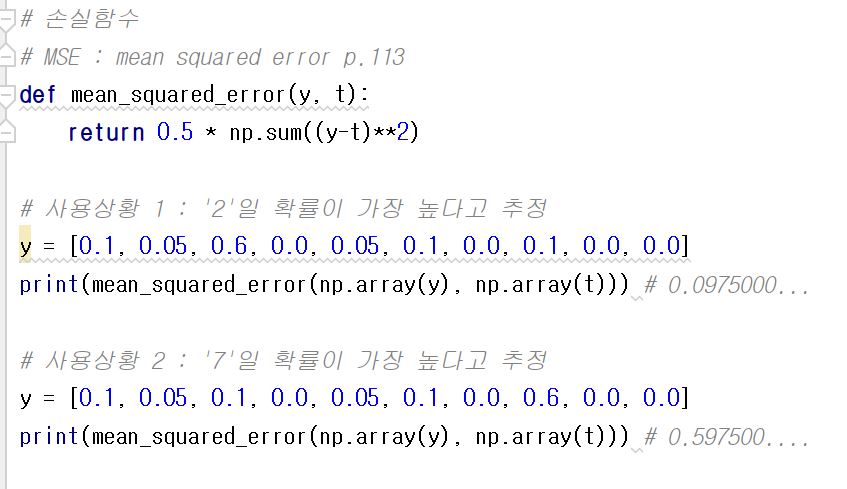 # 손실함수
# MSE : mean squared error p.113
def mean_squared_error(y, t):
    return 0.5 * np.sum((y-t)**2)
# 사용상황 1 : '2'일 확률이 가장 높다고 추정
y = [0.1, 0.05, 0.6, 0.0, 0.05, 0.1, 0.0, 0.1, 0.0, 0.0]
print(mean_squared_error(np.array(y), np.array(t))) # 0.0975000...
# 사용상황 2 : '7'일 확률이 가장 높다고 추정
y = [0.1, 0.05, 0.1, 0.0, 0.05, 0.1, 0.0, 0.6, 0.0, 0.0]
print(mean_squared_error(np.array(y), np.array(t))) # 0.597500....